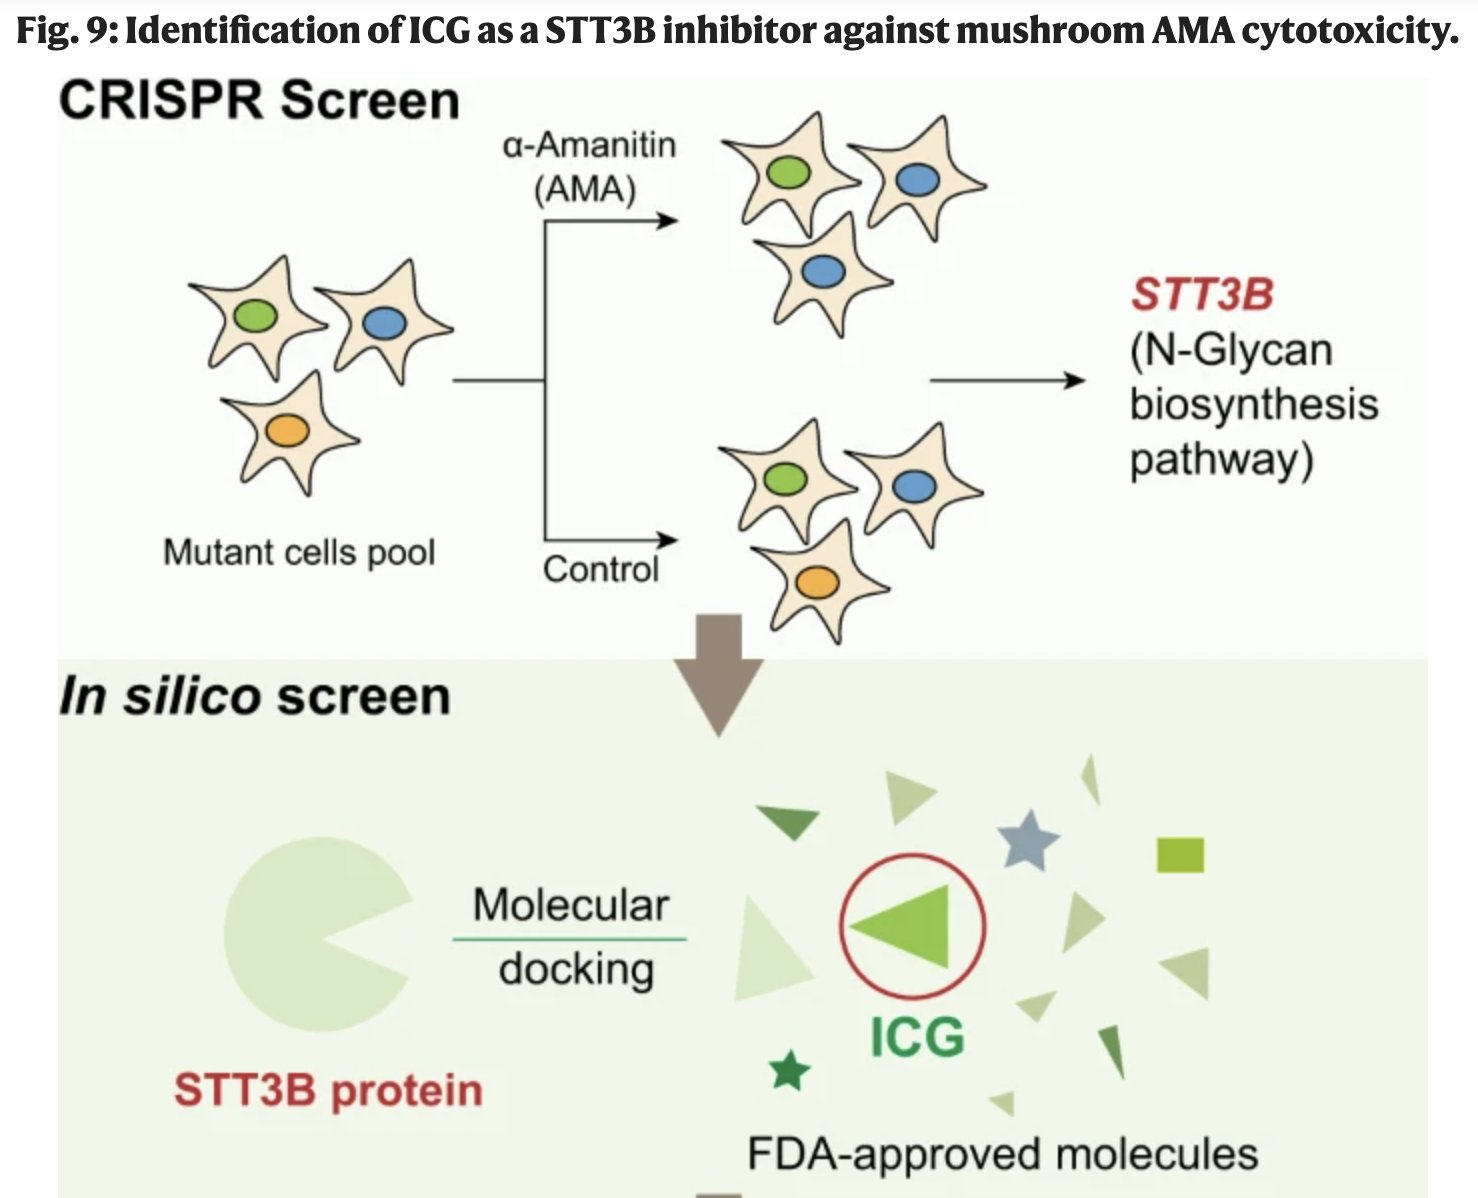 Fig. 9: Identification of ICG as a STT3B inhibitor against mushroom AMA cytotoxicity.
CRISPR Screen
α-Amanitin
(AMA)
Mutant cells pool
Control
STT3B
(N-Glycan
biosynthesis
pathway)
In silico screen
Molecular
docking
STT3B protein
ICG
FDA-approved molecules